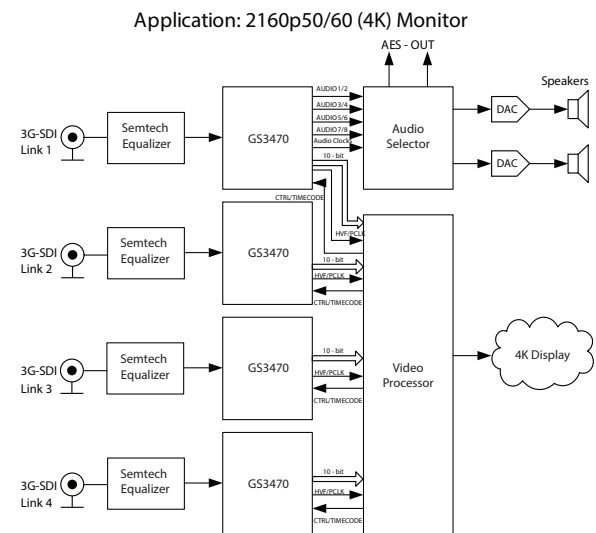 Application: 2160p50/60 (4K) Monitor
AES - OUT
Speakers
3G-SDI
Link 1
Semtech
Equalizer
GS3470
AUDIO1/2
AUDIO3/4
AUDIO5/6
AUDIO7/8
Audio Clocks
10 - bit
Audio
Selector
DAC
DAC
CTRL/TIMECODE
HVF/PCLK
3G-SDI
Link 2
Semtech
Equalizer
GS3470
10 - bit
HVF/PCLK
CTRL/TIMECODE
3G-SDI
Link 3
Semtech
Equalizer
GS3470
10 - bit
HVF/PCLK
CTRL/TIMECODE
Video
Processor
4K Display
3G-SDI
Link 4
Semtech
Equalizer
GS3470
10 - bit
HVF/PCLK
CTRL/TIMECODE